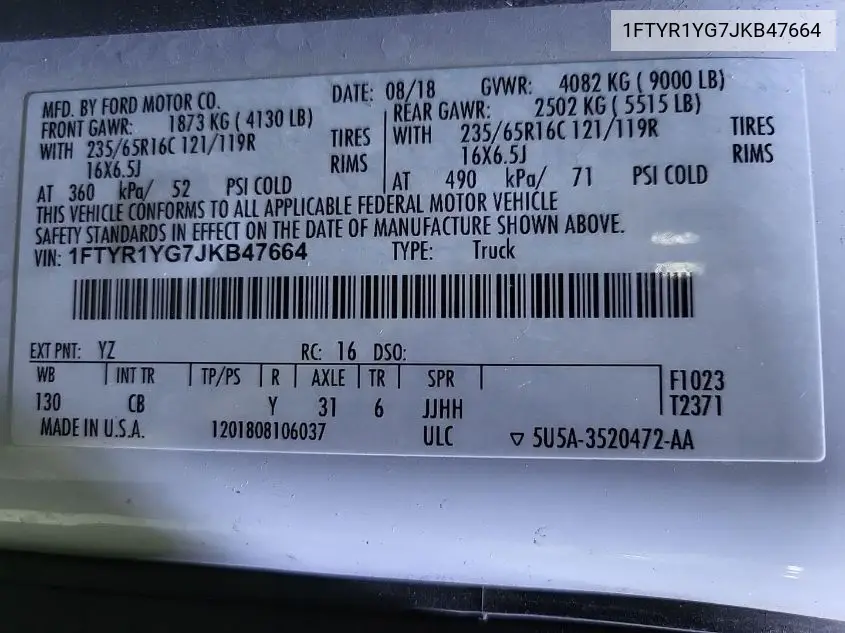 1FTYR1YG7JKB47664
MFD. BY FORD MOTOR CO. DATE: 08/18 GVWR: 4082 KG ( 9000 LB)
FRONT GAWR: 1873 KG ( 4130 LB) REAR GAWR: 2502 KG ( 5515 LB)
WITH 235/65R16C 121/119R TIRES WITH 235/65R16C 121/119R TIRES
16X6.5J RIMS 16X6.5J RIMS
AT 360 kPa/ 52 PSI COLD AT 490 kPa/ 71 PSI COLD
THIS VEHICLE CONFORMS TO ALL APPLICABLE FEDERAL MOTOR VEHICLE
SAFETY STANDARDS IN EFFECT ON THE DATE OF MANUFACTURE SHOWN ABOVE.
VIN: 1FTYR1YG7JKB47664 TYPE: Truck
EXT PNT: YZ RC: 16 DSO:
WB INT TR TP/PS R AXLE TR SPR F1023
130 CB Y 31 6 JJHH T2371
MADE IN U.S.A. 1201808106037 ULC ▽ 5U5A-3520472-AA